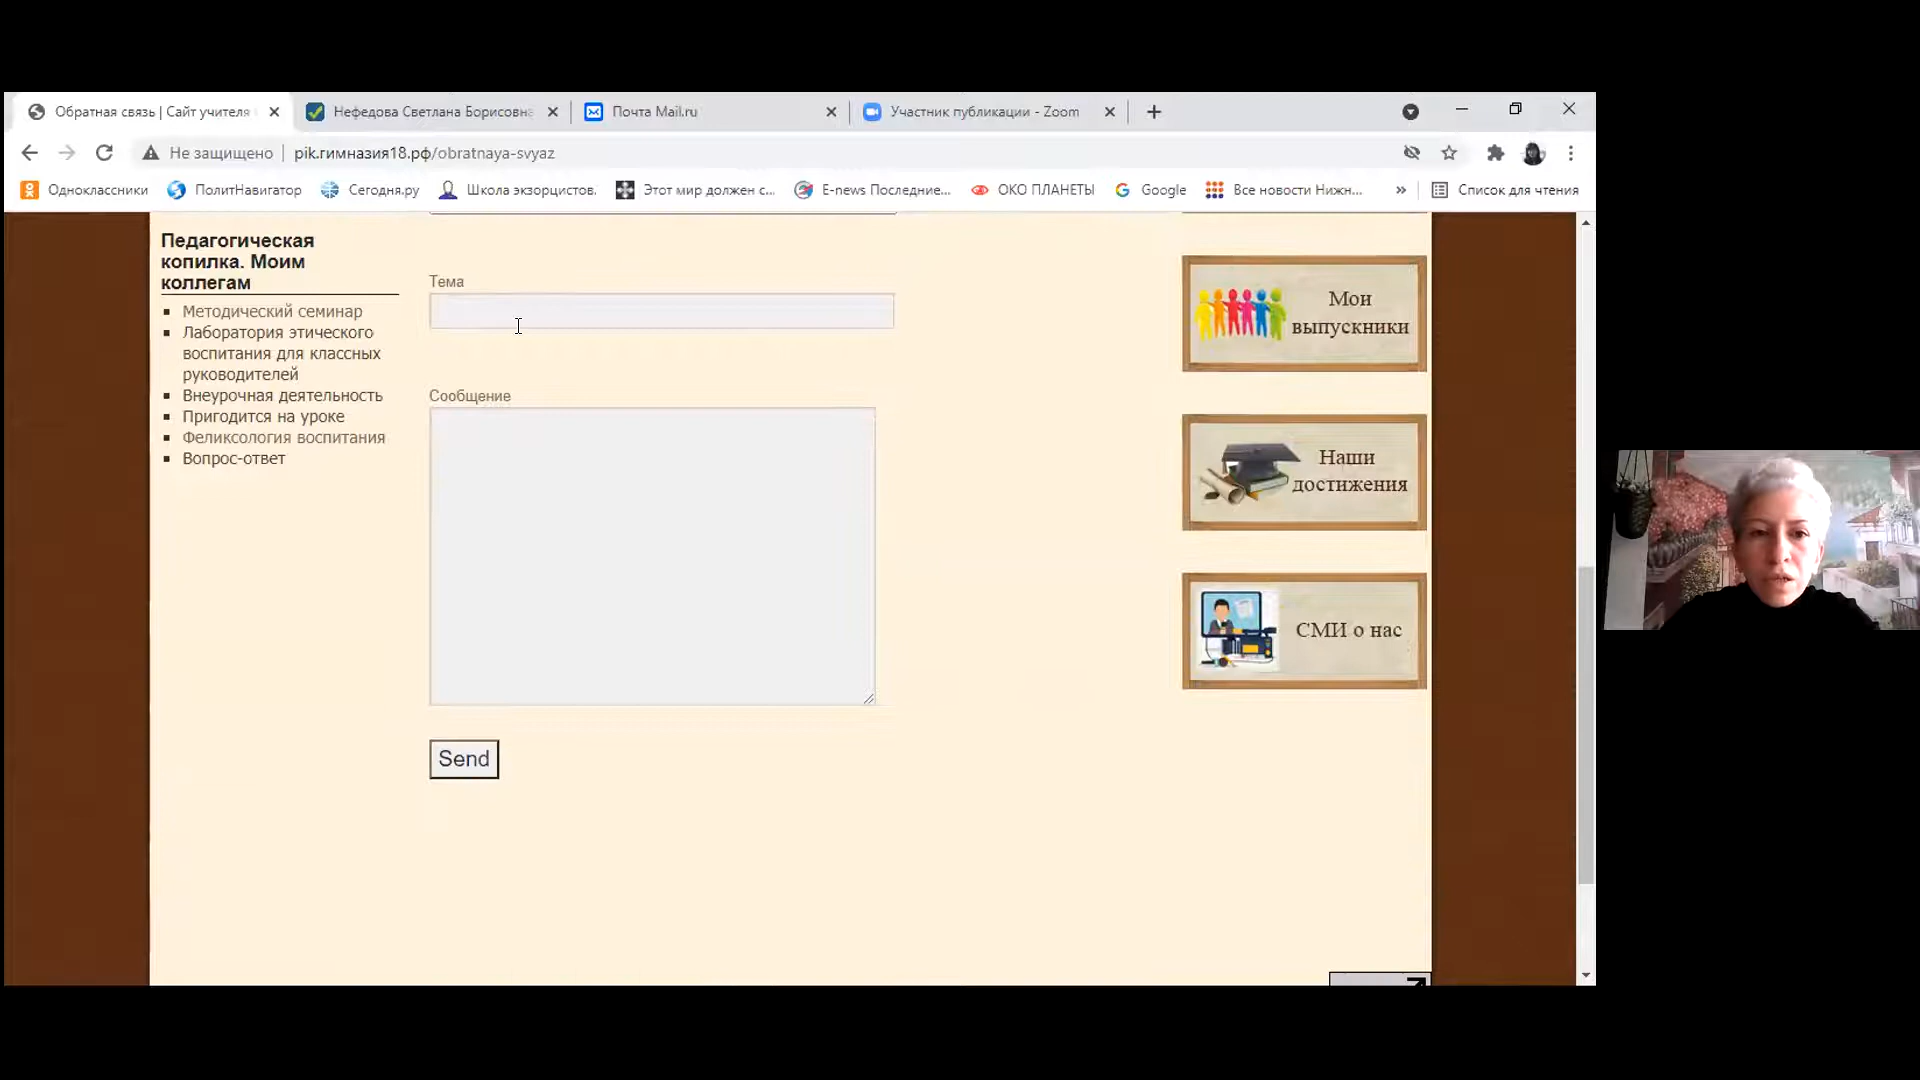 Обратная связь | Сайт учителя
Нефедова Светлана Борисовна
Почта Mail.ru
Участник публикации - Zoom
Не защищено
pik.гимназия18.рф/obratnaya-svyaz
Одноклассники
ПолитНавигатор
Сегодня.ру
Школа экзорцистов.
Этот мир должен с...
E-news Последние...
ОКО ПЛАНЕТЫ
Google
Все новости Нижн...
»
Список для чтения
Педагогическая
копилка. Моим
коллегам
Методический семинар
Лаборатория этического
воспитания для классных
руководителей
Внеурочная деятельность
Пригодится на уроке
Феликсология воспитания
Вопрос-ответ
Тема
Сообщение
Send
Мои
выпускники
Наши
достижения
СМИ о нас